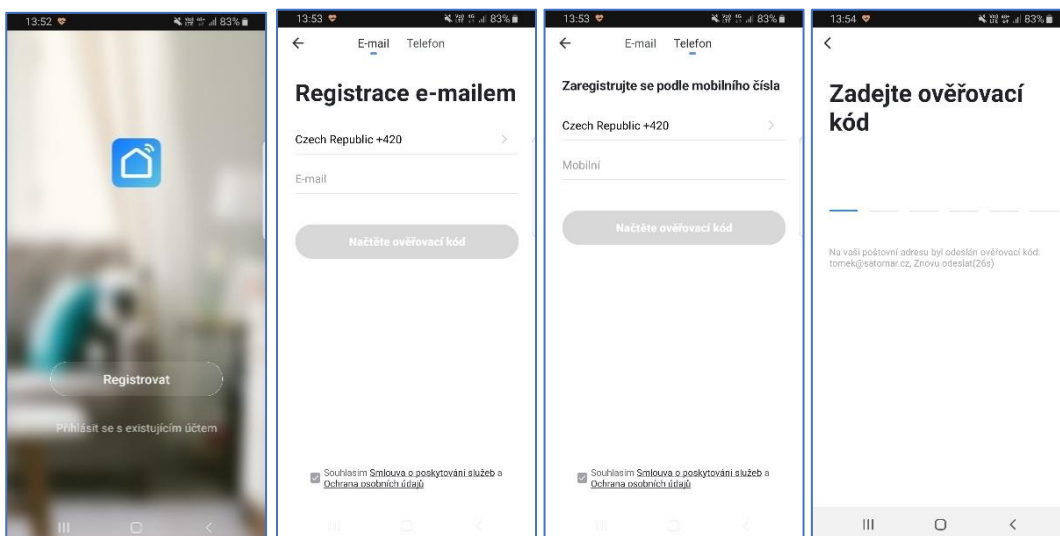 13:52 83%
Registrovat
Přihlásit se s existujícím účtem
13:53 83%
E-mail Telefon
Registrace e-mailem
Czech Republic +420
E-mail
Načtěte ověřovací kód
Souhlasím Smlouva o poskytování služeb a
Ochrana osobních údajů
13:53 83%
E-mail Telefon
Zaregistrujte se podle mobilního čísla
Czech Republic +420
Mobilní
Načtěte ověřovací kód
Souhlasím Smlouva o poskytování služeb a
Ochrana osobních údajů
13:54 83%
Zadejte ověřovací
kód
Na vaši poštovní adresu byl odeslán ověřovací kód:
tomek@satomar.cz, Znovu odeslat(26s)